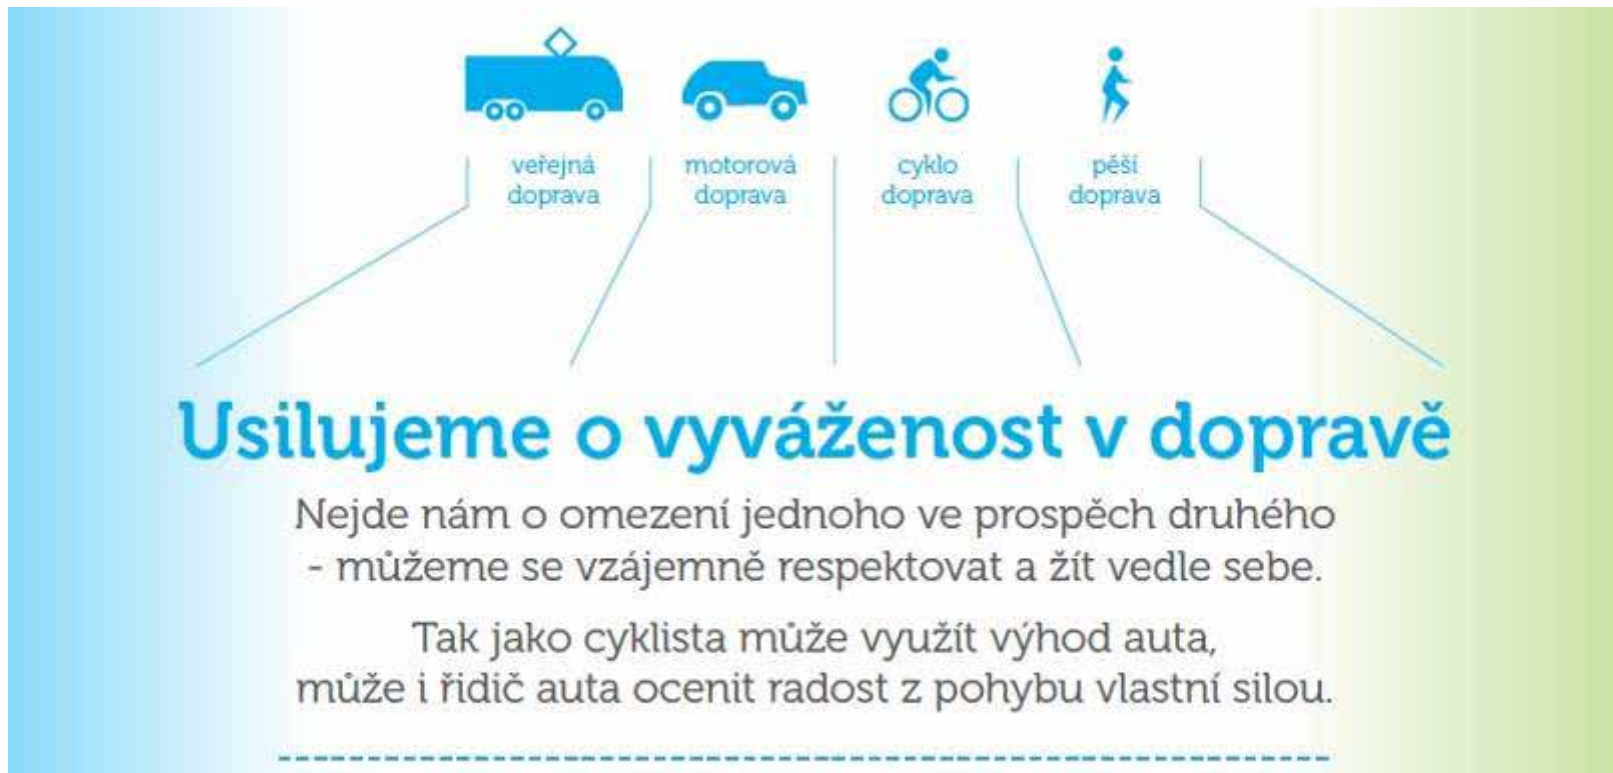 veřejná doprava
motorová doprava
cyklo doprava
pěší doprava
Usilujeme o vyváženost v dopravě
Nejde nám o omezení jednoho ve prospěch druhého
- můžeme se vzájemně respektovat a žít vedle sebe.
Tak jako cyklista může využít výhod auta,
může i řidič auta ocenit radost z pohybu vlastní silou.